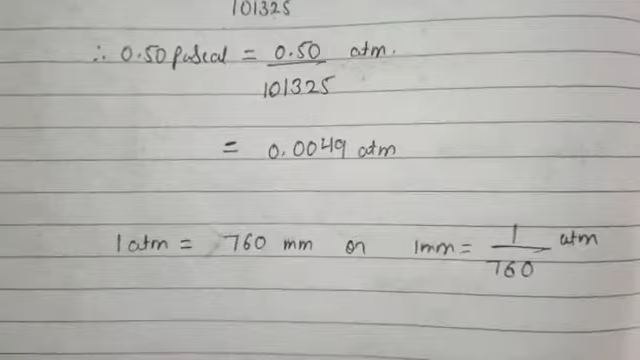 101325
∴ 0.50 pascal = 0.50 atm.
101325
= 0.0049 atm
1 atm = 760 mm or 1mm = 1 atm
760